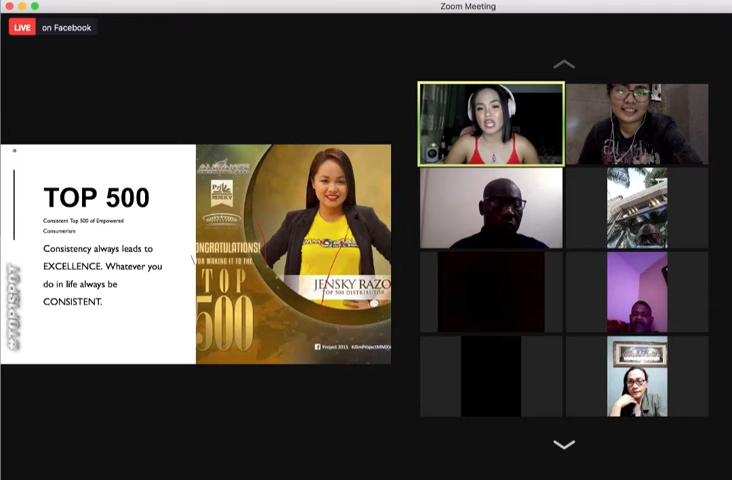 Zoom Meeting
LIVE on Facebook
TOP 500
Consistent Top 500 of Empowered
Consumerism
Consistency always leads to
EXCELLENCE. Whatever you
do in life always be
CONSISTENT.
ONGRATULATIONS!
FOR MAKING IT TO THE
TOP
500
JENSKY RAZO
TOP 500 DISTRIBUTOR